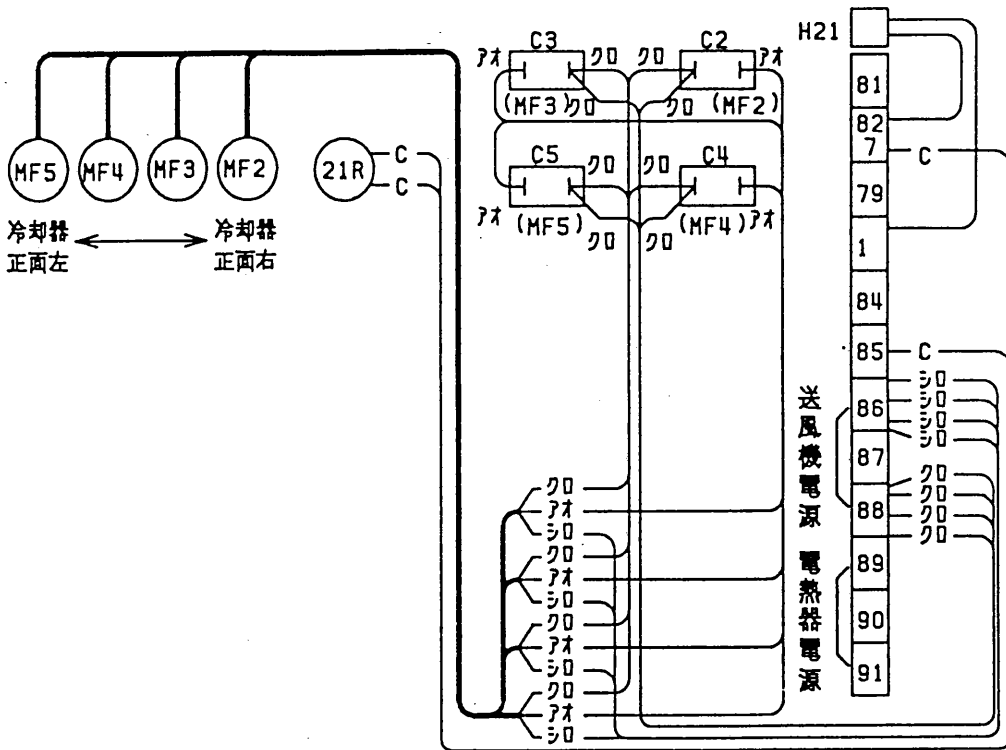 MF5
MF4
MF3
MF2
21R
C
C
冷却器
正面左
冷却器
正面右
C3
C2
アオ
クロ
クロ
アオ
(MF3)
クロ
クロ
(MF2)
C5
C4
クロ
クロ
アオ
(MF5)
クロ
クロ
(MF4)
アオ
H21
81
82
7
C
79
1
84
85
C
86
シロ
シロ
シロ
シロ
87
クロ
クロ
88
クロ
クロ
89
90
91
送風機電源
電熱器電源
クロ
アオ
シロ
クロ
アオ
シロ
クロ
アオ
シロ
クロ
アオ
シロ